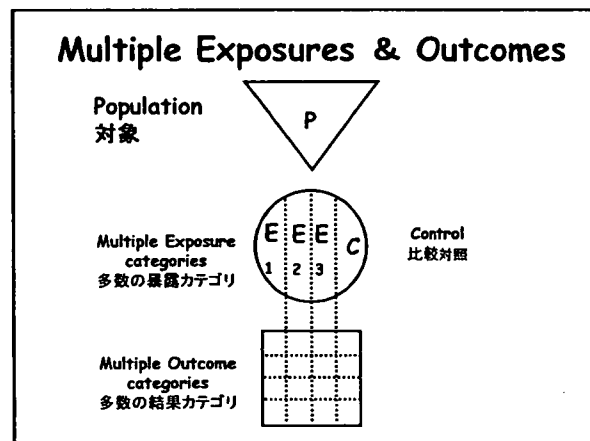 Multiple Exposures & Outcomes
Population
対象
P
E E E C
1 2 3
Multiple Exposure
categories
多数の暴露カテゴリ
Control
比較対照
Multiple Outcome
categories
多数の結果カテゴリ